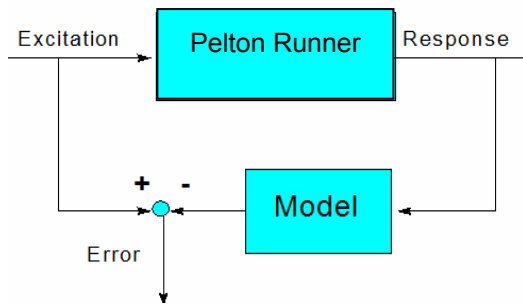 Excitation
Pelton Runner
Response
+ -
Model
Error